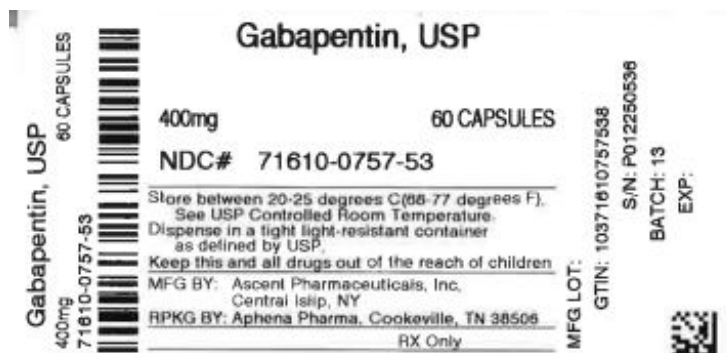 Gabapentin, USP
400mg 60 CAPSULES
NDC# 71610-0757-53
Store between 20-25 degrees C(68-77 degrees F).
See USP Controlled Room Temperature.
Dispense in a tight light-resistant container
as defined by USP.
Keep this and all drugs out of the reach of children
MFG BY: Ascent Pharmaceuticals, Inc.
Central Islip, NY
RPKG BY: Aphena Pharma, Cookeville, TN 38506
RX Only
Gabapentin, USP
400mg 60 CAPSULES
71610-0757-53
MFG LOT:
GTIN: 10371610757538
S/N: P012250536
BATCH: 13
EXP: